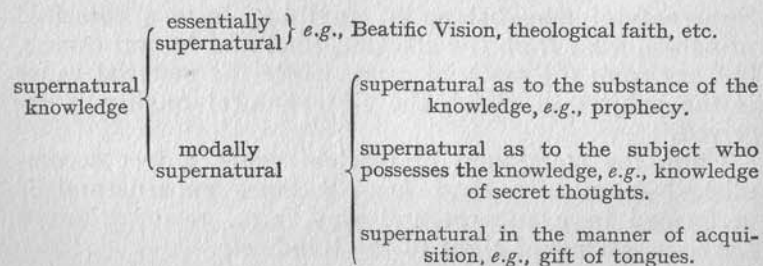 essentially
supernatural } e.g., Beatific Vision, theological faith, etc.
supernatural
knowledge
modally
supernatural
supernatural as to the substance of the
knowledge, e.g., prophecy.
supernatural as to the subject who
possesses the knowledge, e.g., knowledge
of secret thoughts.
supernatural in the manner of acqui-
sition, e.g., gift of tongues.